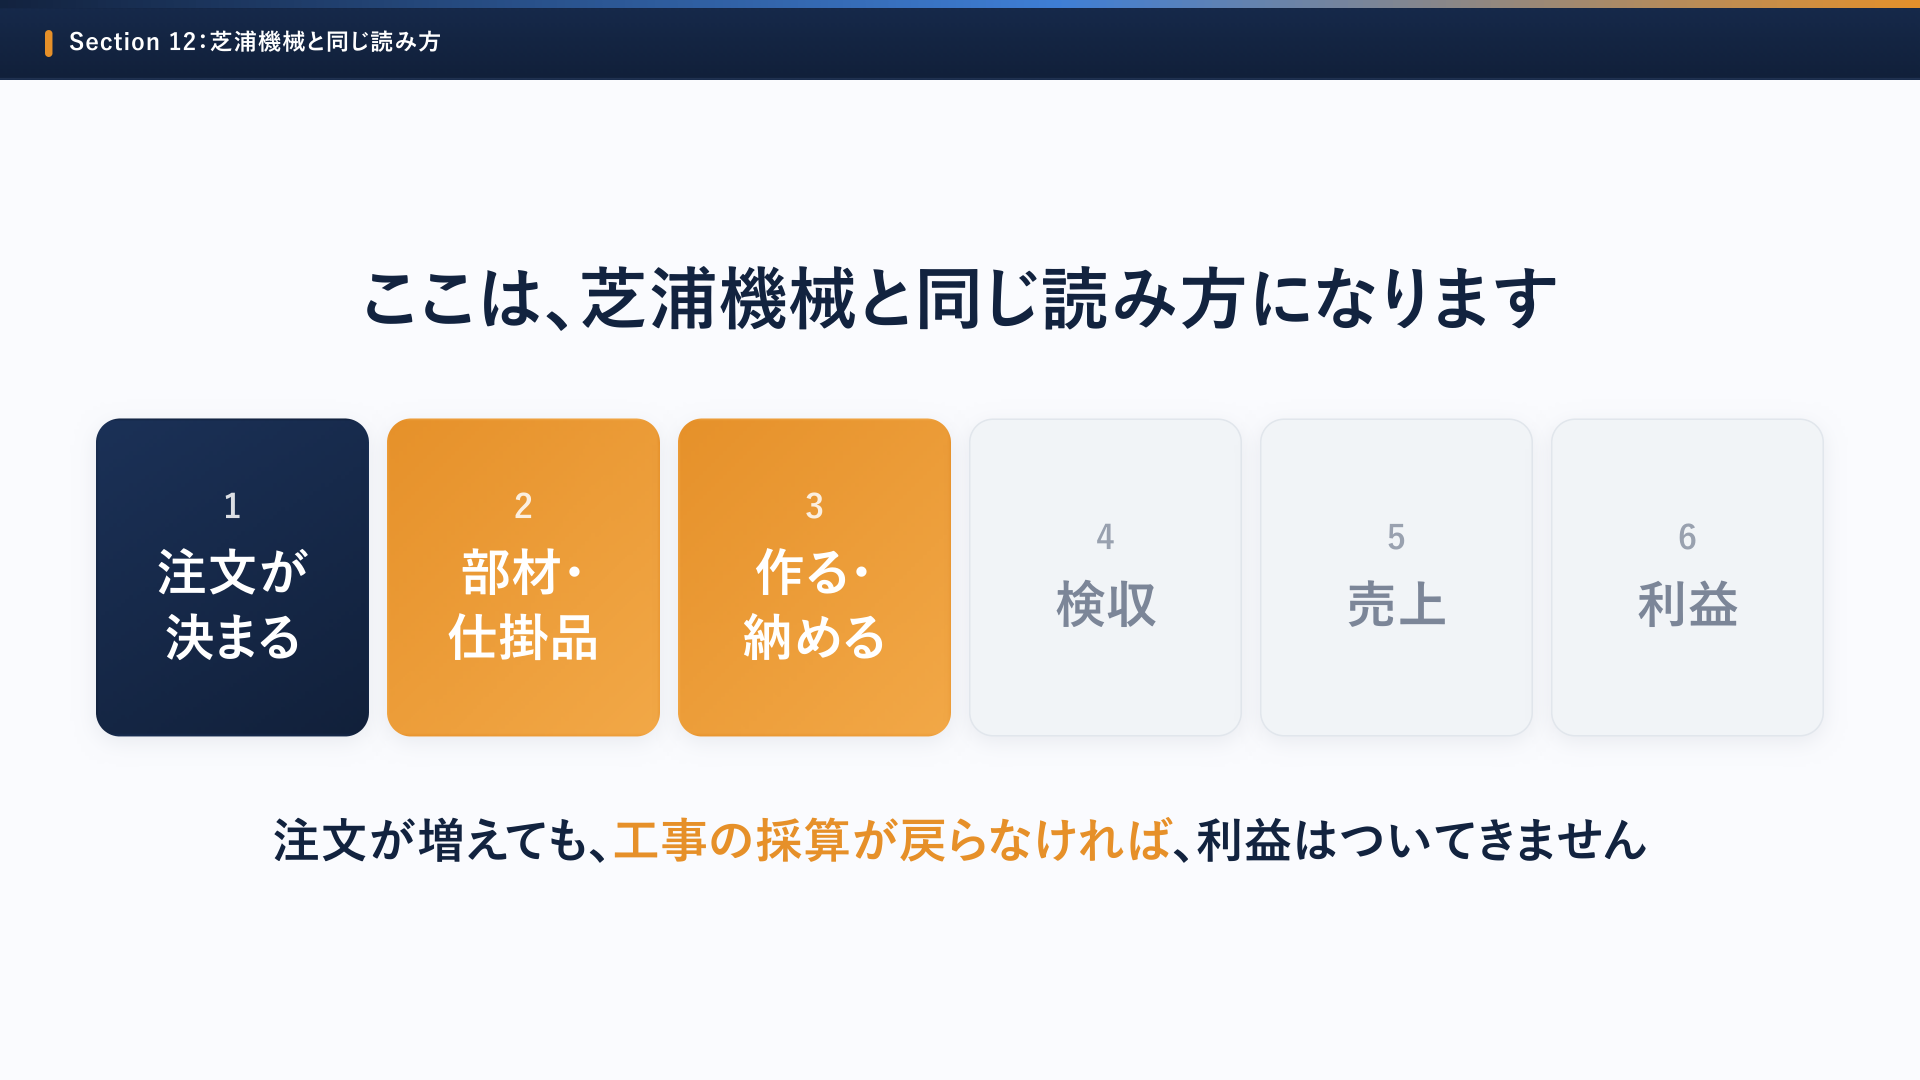 Section 12：芝浦機械と同じ読み方
ここは、芝浦機械と同じ読み方になります
1
注文が
決まる
2
部材・
仕掛品
3
作る・
納める
4
検収
5
売上
6
利益
注文が増えても、工事の採算が戻らなければ、利益はついてきません